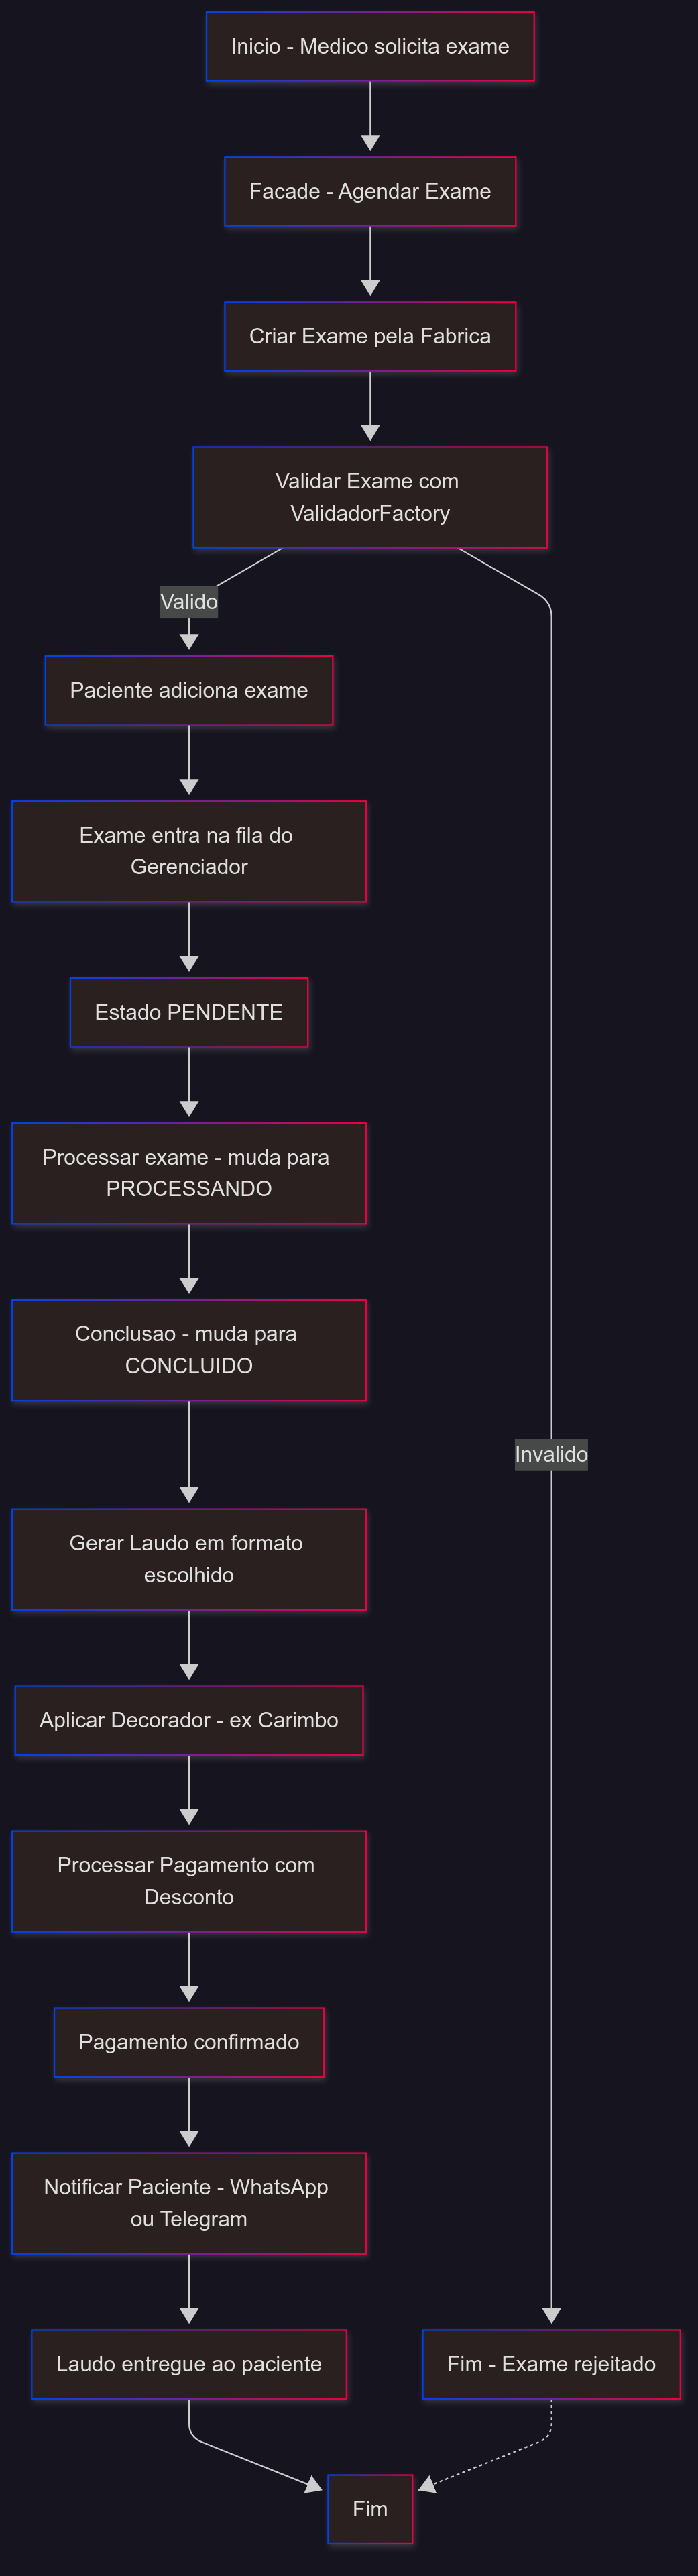 Inicio - Medico solicita exame
Facade - Agendar Exame
Criar Exame pela Fabrica
Validar Exame com
ValidadorFactory
Valido
Paciente adiciona exame
Exame entra na fila do
Gerenciador
Estado PENDENTE
Processar exame - muda para
PROCESSANDO
Conclusao - muda para
CONCLUIDO
Invalido
Gerar Laudo em formato
escolhido
Aplicar Decorador - ex Carimbo
Processar Pagamento com
Desconto
Pagamento confirmado
Notificar Paciente - WhatsApp
ou Telegram
Laudo entregue ao paciente
Fim - Exame rejeitado
Fim